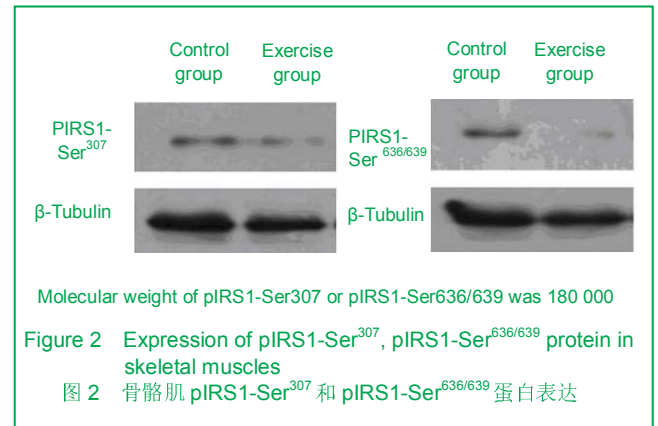 Control group Exercise group
Control group Exercise group
PIRS1-Ser307
PIRS1-Ser 636/639
β-Tubulin
β-Tubulin
Molecular weight of pIRS1-Ser307 or pIRS1-Ser636/639 was 180 000
Figure 2 Expression of pIRS1-Ser307, pIRS1-Ser636/639 protein in
skeletal muscles
图 2 骨骼肌 pIRS1-Ser307 和 pIRS1-Ser636/639 蛋白表达